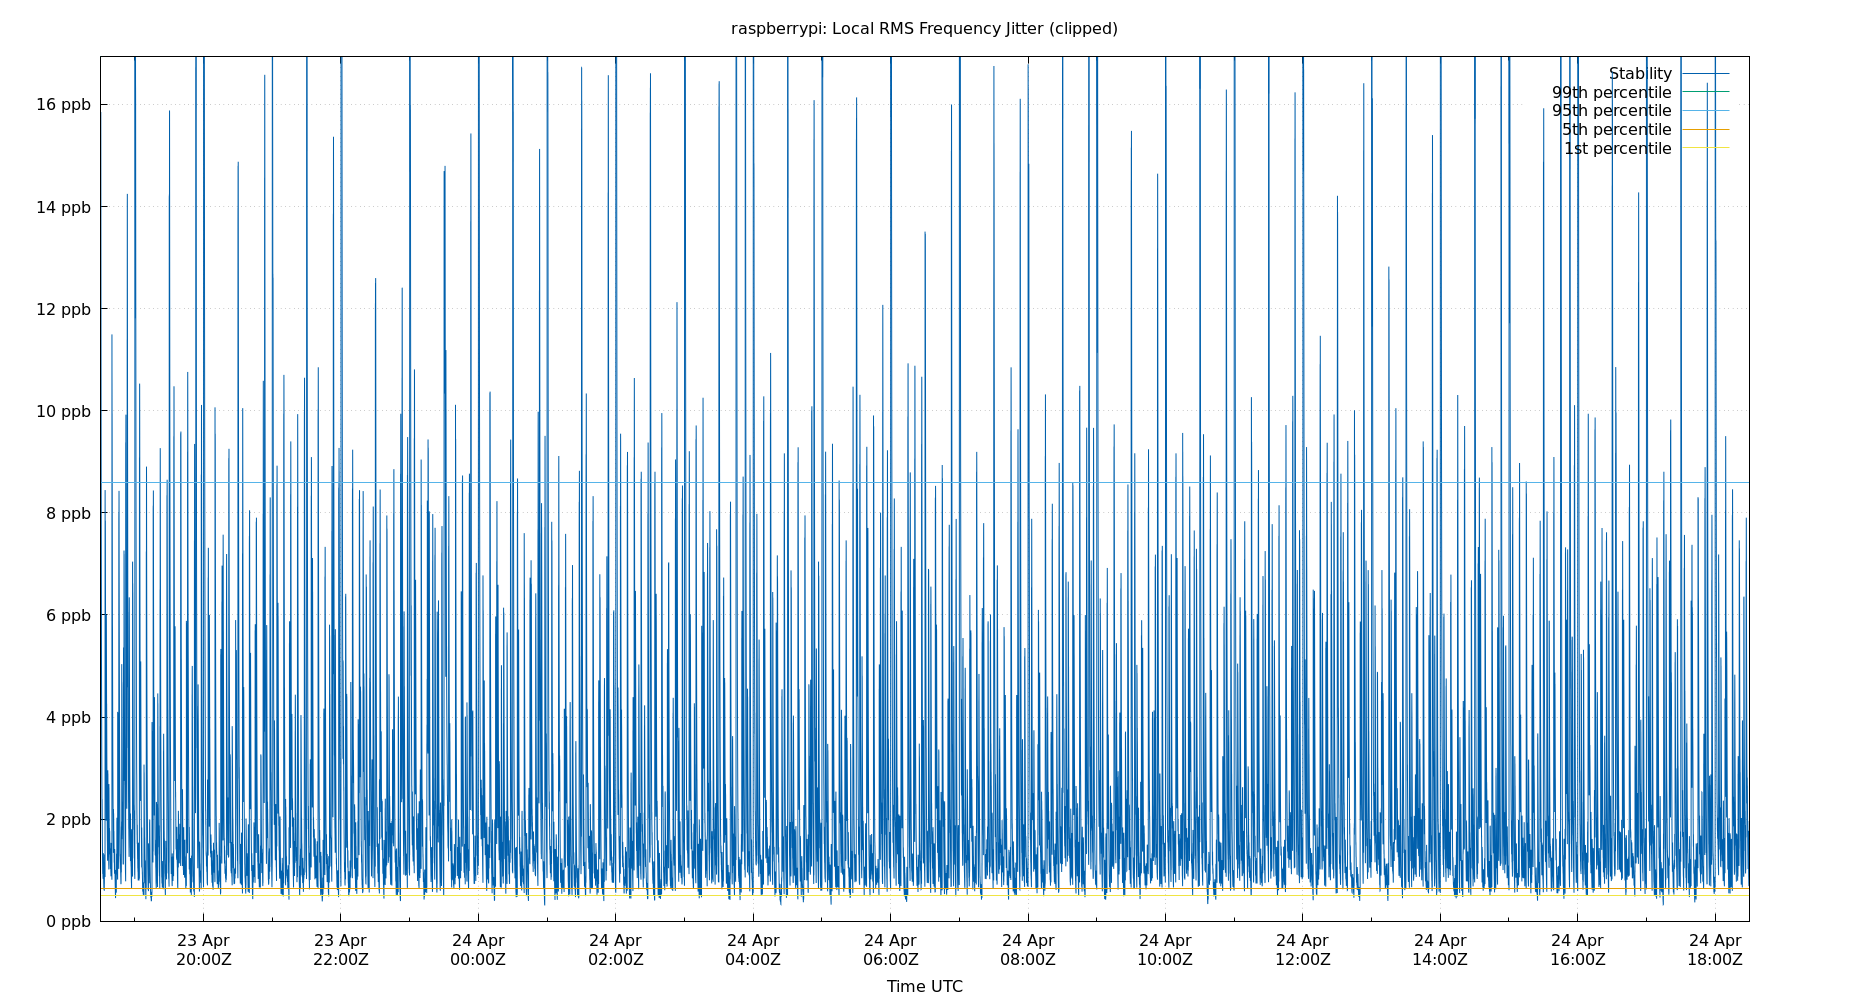 raspberrypi: Local RMS Frequency Jitter (clipped)
Stability
99th percentile
95th percentile
5th percentile
1st percentile
16 ppb
14 ppb
12 ppb
10 ppb
8 ppb
6 ppb
4 ppb
2 ppb
0 ppb
23 Apr 23 Apr 24 Apr 24 Apr 24 Apr 24 Apr 24 Apr 24 Apr 24 Apr 24 Apr 24 Apr 24 Apr
20:00Z 22:00Z 00:00Z 02:00Z 04:00Z 06:00Z 08:00Z 10:00Z 12:00Z 14:00Z 16:00Z 18:00Z
Time UTC